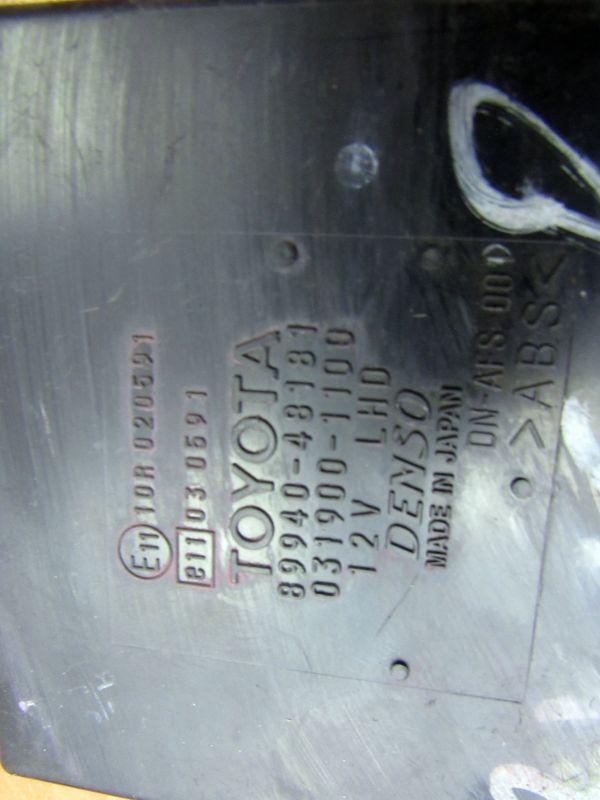 E11 10R 020591
e11 03 0591
TOYOTA
89940-48181
031900-1100
12V LHD
DENSO
MADE IN JAPAN
DN-AFS 001
>ABS<